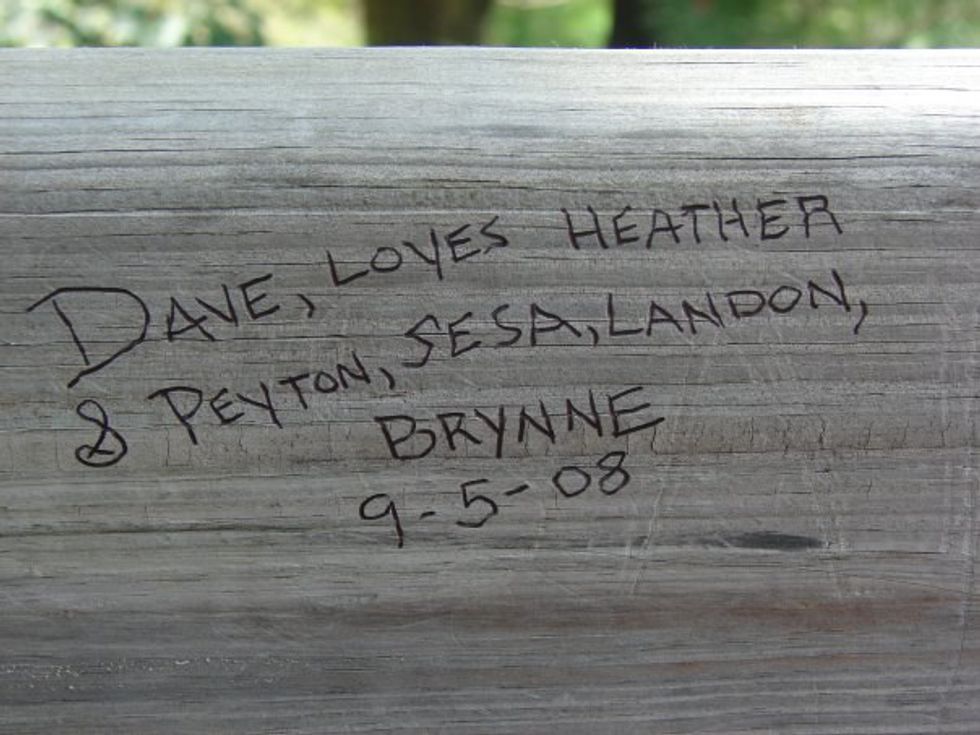 DAVE, LOVES HEATHER
& PEYTON, SESA, LANDON,
BRYNNE
9-5-08